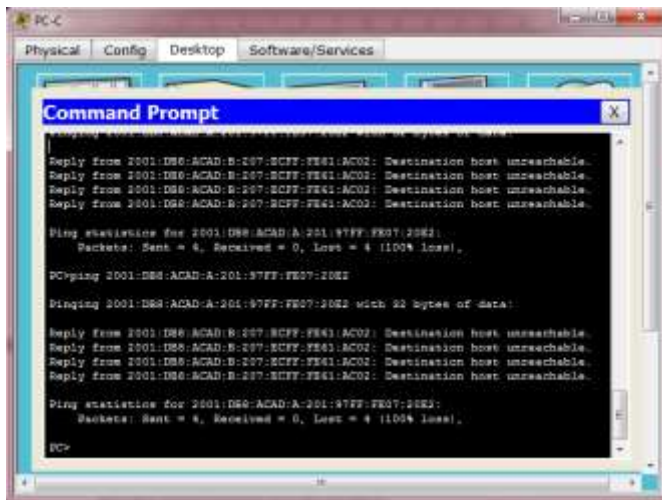 PC-C
Physical Config Desktop Software/Services
Command Prompt
X
Reply from 2001:DB8:ACAD:B:207:ECFF:FE61:AC02: Destination host unreachable.
Reply from 2001:DB8:ACAD:B:207:ECFF:FE61:AC02: Destination host unreachable.
Reply from 2001:DB8:ACAD:B:207:ECFF:FE61:AC02: Destination host unreachable.
Reply from 2001:DB8:ACAD:B:207:ECFF:FE61:AC02: Destination host unreachable.
Ping statistics for 2001:DB8:ACAD:A:201:97FF:FE07:20E2:
Packets: Sent = 4, Received = 0, Lost = 4 (100% loss),
PC>ping 2001:DB8:ACAD:A:201:97FF:FE07:20E2
Pinging 2001:DB8:ACAD:A:201:97FF:FE07:20E2 with 32 bytes of data:
Reply from 2001:DB8:ACAD:B:207:ECFF:FE61:AC02: Destination host unreachable.
Reply from 2001:DB8:ACAD:B:207:ECFF:FE61:AC02: Destination host unreachable.
Reply from 2001:DB8:ACAD:B:207:ECFF:FE61:AC02: Destination host unreachable.
Reply from 2001:DB8:ACAD:B:207:ECFF:FE61:AC02: Destination host unreachable.
Ping statistics for 2001:DB8:ACAD:A:201:97FF:FE07:20E2:
Packets: Sent = 4, Received = 0, Lost = 4 (100% loss),
PC>